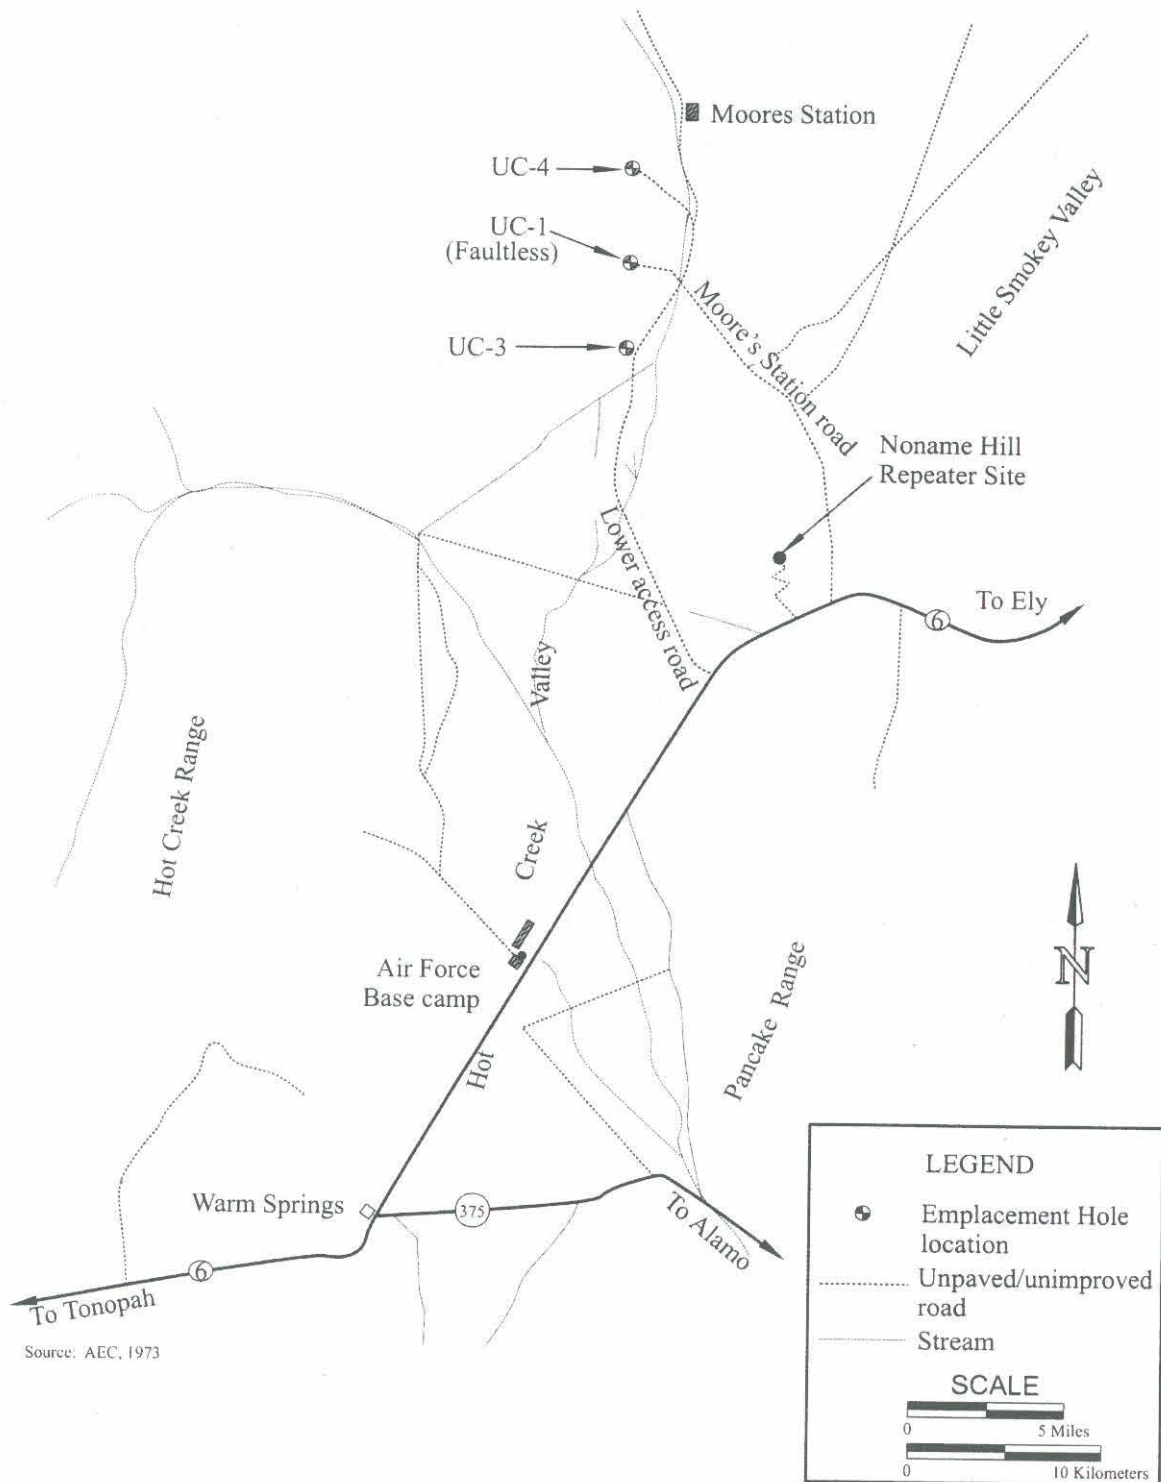 Moores Station
UC-4
UC-1
(Faultless)
UC-3
Little Smokey Valley
Moore's Station road
Noname Hill
Repeater Site
Lower access road
To Ely
6
Valley
Hot Creek Range
Creek
Air Force
Base camp
Hot
Pancake Range
N
Warm Springs
375
To Alamo
6
To Tonopah
Source: AEC, 1973
LEGEND
Emplacement Hole
location
Unpaved/unimproved
road
Stream
SCALE
0 5 Miles
0 10 Kilometers